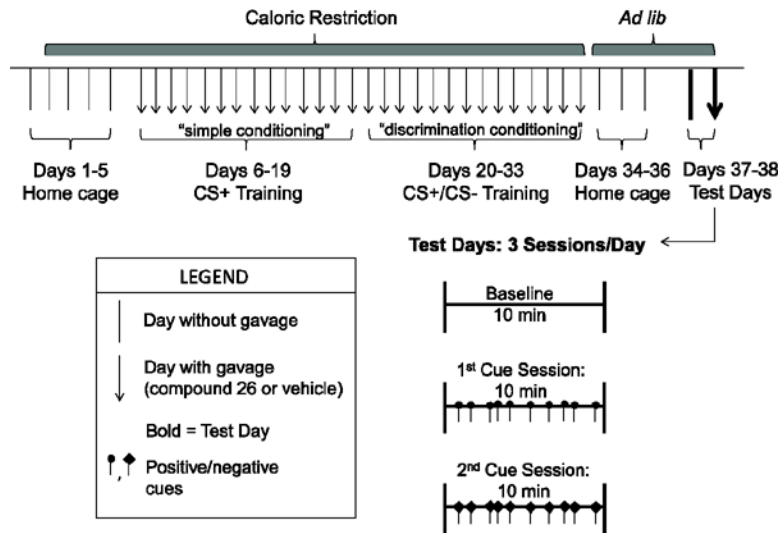 Caloric Restriction
Ad lib
"simple conditioning"
"discrimination conditioning"
Days 1-5
Home cage
Days 6-19
CS+ Training
Days 20-33
CS+/CS- Training
Days 34-36
Home cage
Days 37-38
Test Days
Test Days: 3 Sessions/Day
LEGEND
Day without gavage
Day with gavage
(compound 26 or vehicle)
Bold = Test Day
Positive/negative
cues
Baseline
10 min
1st Cue Session:
10 min
2nd Cue Session:
10 min